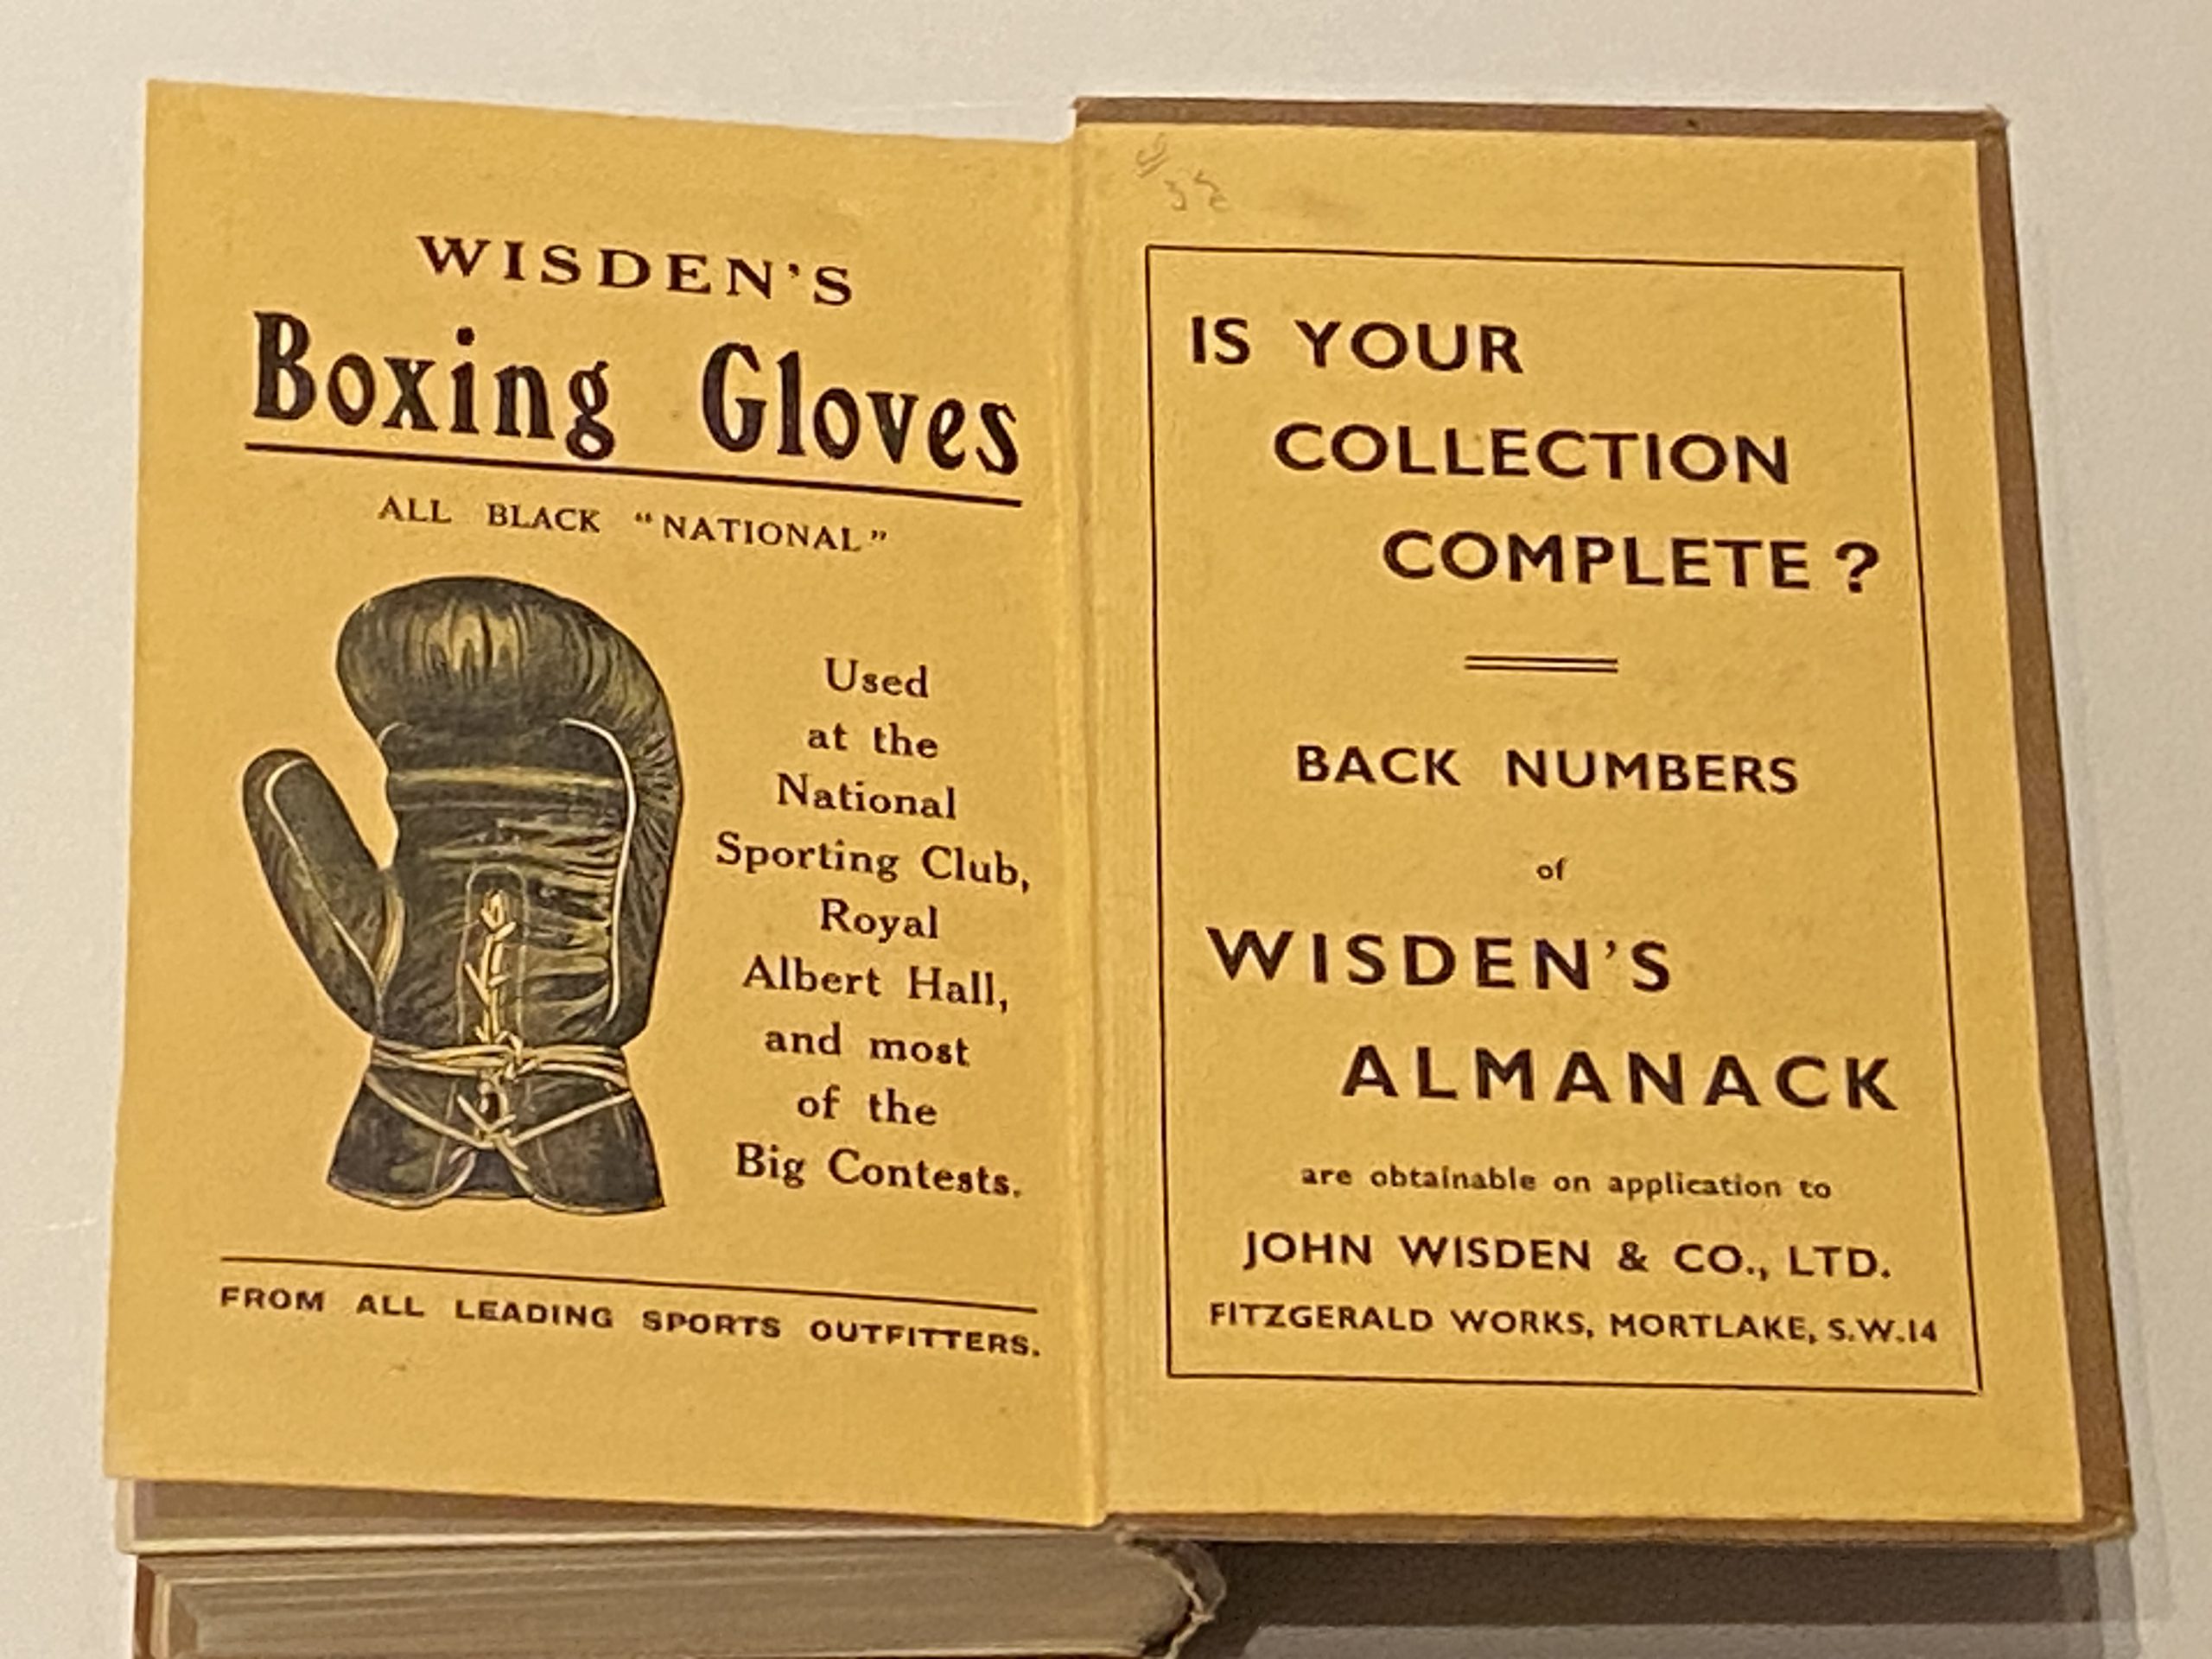 WISDEN'S
Boxing Gloves
ALL BLACK "NATIONAL"
Used
at the
National
Sporting Club,
Royal
Albert Hall,
and most
of the
Big Contests.
FROM ALL LEADING SPORTS OUTFITTERS.
IS YOUR
COLLECTION
COMPLETE ?
BACK NUMBERS
of
WISDEN'S
ALMANACK
are obtainable on application to
JOHN WISDEN & CO., LTD.
FITZGERALD WORKS, MORTLAKE, S.W.14